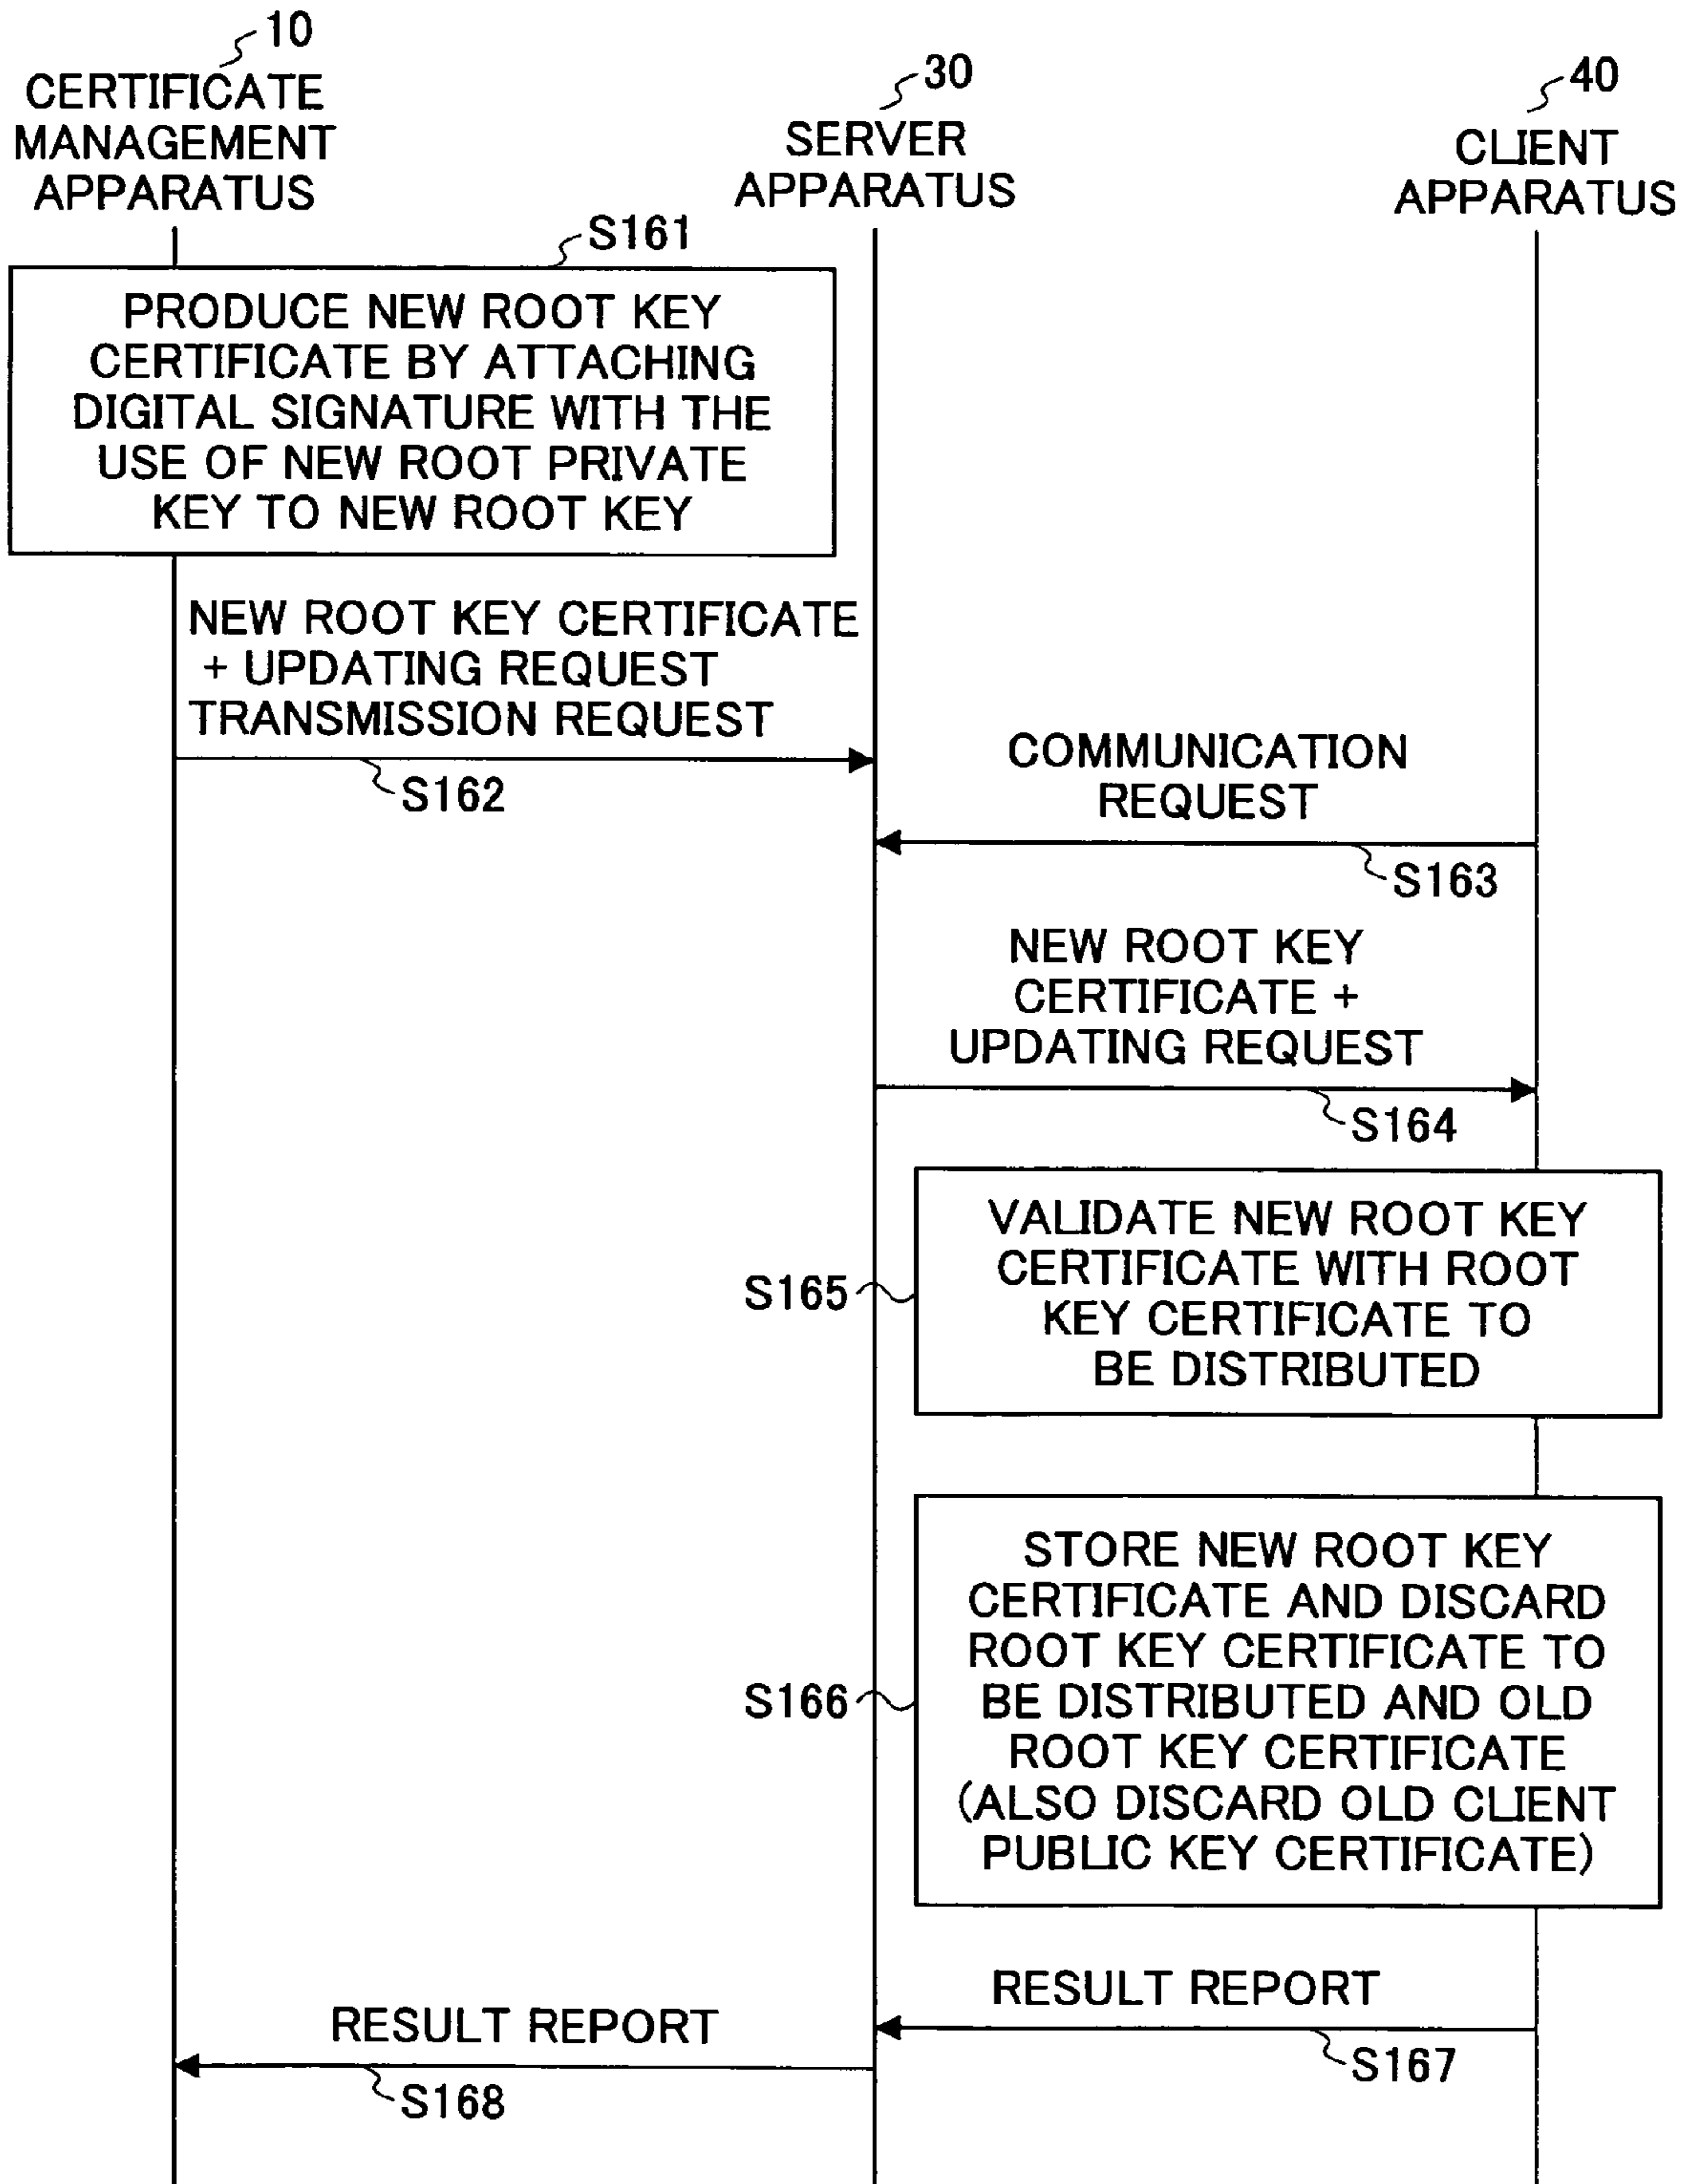 10
CERTIFICATE
MANAGEMENT
APPARATUS
30
SERVER
APPARATUS
40
CLIENT
APPARATUS
S161
PRODUCE NEW ROOT KEY
CERTIFICATE BY ATTACHING
DIGITAL SIGNATURE WITH THE
USE OF NEW ROOT PRIVATE
KEY TO NEW ROOT KEY
NEW ROOT KEY CERTIFICATE
+ UPDATING REQUEST
TRANSMISSION REQUEST
S162
COMMUNICATION
REQUEST
S163
NEW ROOT KEY
CERTIFICATE +
UPDATING REQUEST
S164
S165
VALIDATE NEW ROOT KEY
CERTIFICATE WITH ROOT
KEY CERTIFICATE TO
BE DISTRIBUTED
S166
STORE NEW ROOT KEY
CERTIFICATE AND DISCARD
ROOT KEY CERTIFICATE TO
BE DISTRIBUTED AND OLD
ROOT KEY CERTIFICATE
(ALSO DISCARD OLD CLIENT
PUBLIC KEY CERTIFICATE)
RESULT REPORT
S167
RESULT REPORT
S168